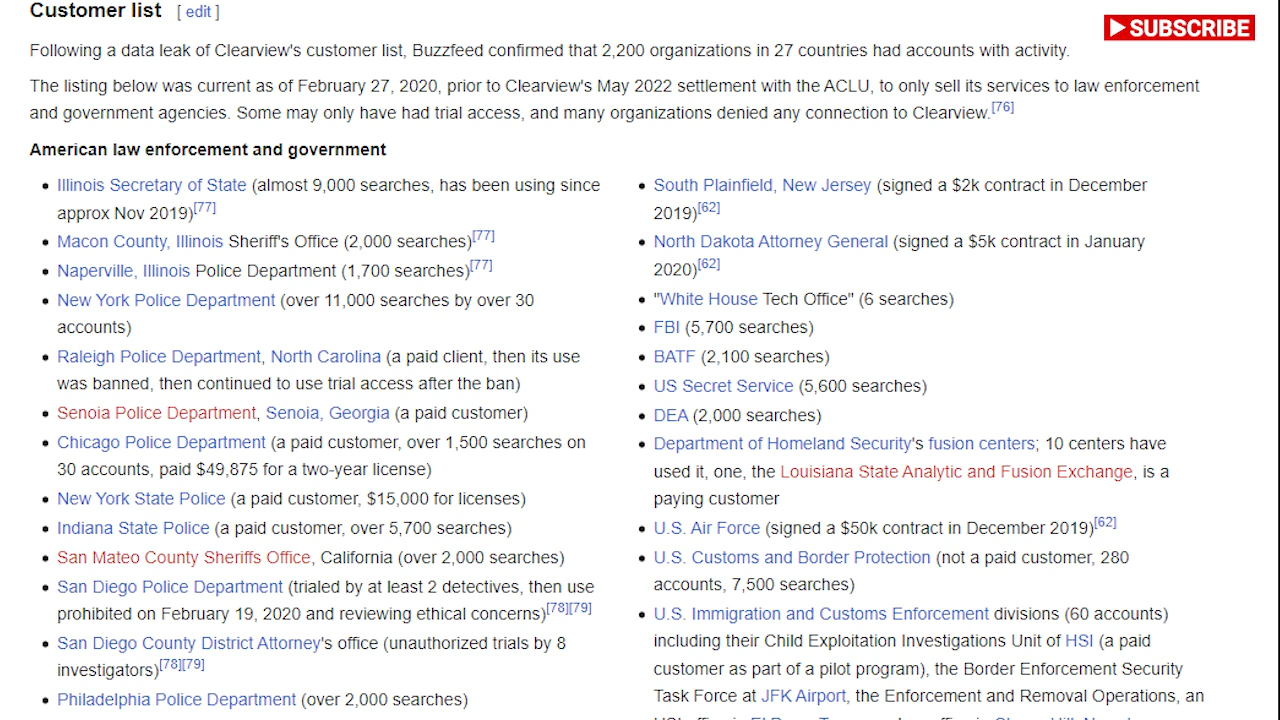 Customer list [ edit ]
SUBSCRIBE
Following a data leak of Clearview's customer list, Buzzfeed confirmed that 2,200 organizations in 27 countries had accounts with activity.
The listing below was current as of February 27, 2020, prior to Clearview's May 2022 settlement with the ACLU, to only sell its services to law enforcement
and government agencies. Some may only have had trial access, and many organizations denied any connection to Clearview.[76]
American law enforcement and government
• Illinois Secretary of State (almost 9,000 searches, has been using since
approx Nov 2019)[77]
• Macon County, Illinois Sheriff's Office (2,000 searches)[77]
• Naperville, Illinois Police Department (1,700 searches)[77]
• New York Police Department (over 11,000 searches by over 30
accounts)
• Raleigh Police Department, North Carolina (a paid client, then its use
was banned, then continued to use trial access after the ban)
• Senoia Police Department, Senoia, Georgia (a paid customer)
• Chicago Police Department (a paid customer, over 1,500 searches on
30 accounts, paid $49,875 for a two-year license)
• New York State Police (a paid customer, $15,000 for licenses)
• Indiana State Police (a paid customer, over 5,700 searches)
• San Mateo County Sheriffs Office, California (over 2,000 searches)
• San Diego Police Department (trialed by at least 2 detectives, then use
prohibited on February 19, 2020 and reviewing ethical concerns)[78][79]
• San Diego County District Attorney's office (unauthorized trials by 8
investigators)[78][79]
• Philadelphia Police Department (over 2,000 searches)
• South Plainfield, New Jersey (signed a $2k contract in December
2019)[62]
• North Dakota Attorney General (signed a $5k contract in January
2020)[62]
• "White House Tech Office" (6 searches)
• FBI (5,700 searches)
• BATF (2,100 searches)
• US Secret Service (5,600 searches)
• DEA (2,000 searches)
• Department of Homeland Security's fusion centers; 10 centers have
used it, one, the Louisiana State Analytic and Fusion Exchange, is a
paying customer
• U.S. Air Force (signed a $50k contract in December 2019)[62]
• U.S. Customs and Border Protection (not a paid customer, 280
accounts, 7,500 searches)
• U.S. Immigration and Customs Enforcement divisions (60 accounts)
including their Child Exploitation Investigations Unit of HSI (a paid
customer as part of a pilot program), the Border Enforcement Security
Task Force at JFK Airport, the Enforcement and Removal Operations, an